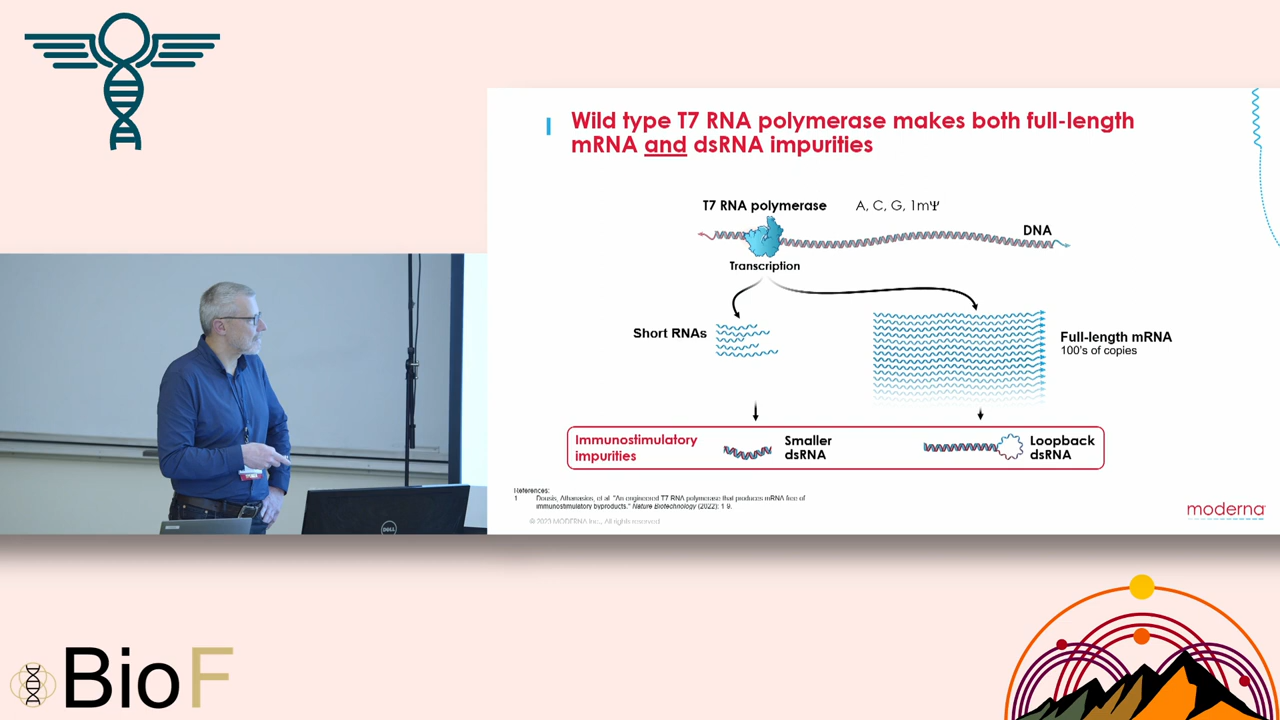 Wild type T7 RNA polymerase makes both full-length
mRNA and dsRNA impurities
T7 RNA polymerase
A, C, G, 1mΨ
DNA
Transcription
Short RNAs
Full-length mRNA
100's of copies
Immunostimulatory
impurities
Smaller
dsRNA
Loopback
dsRNA
References:
1 Dousis, Athanasios, et al. "An engineered T7 RNA polymerase that produces mRNA free of
immunostimulatory byproducts." Nature Biotechnology (2022): 1-9.
© 2023 MODERNA Inc., All rights reserved
moderna
DELL
BioF